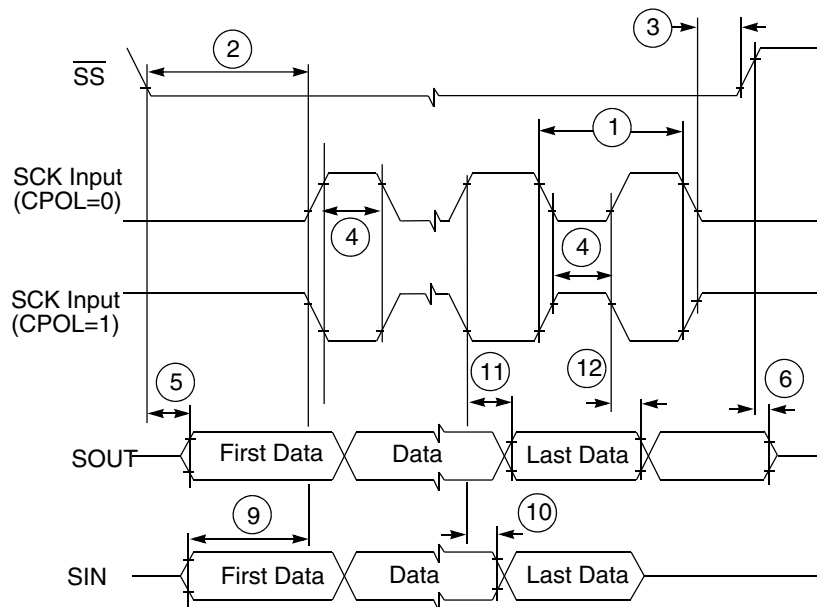 3
2
S̅S̅
1
SCK Input
(CPOL=0)
4
4
SCK Input
(CPOL=1)
5
11
12
6
SOUT
First Data
Data
Last Data
9
10
SIN
First Data
Data
Last Data